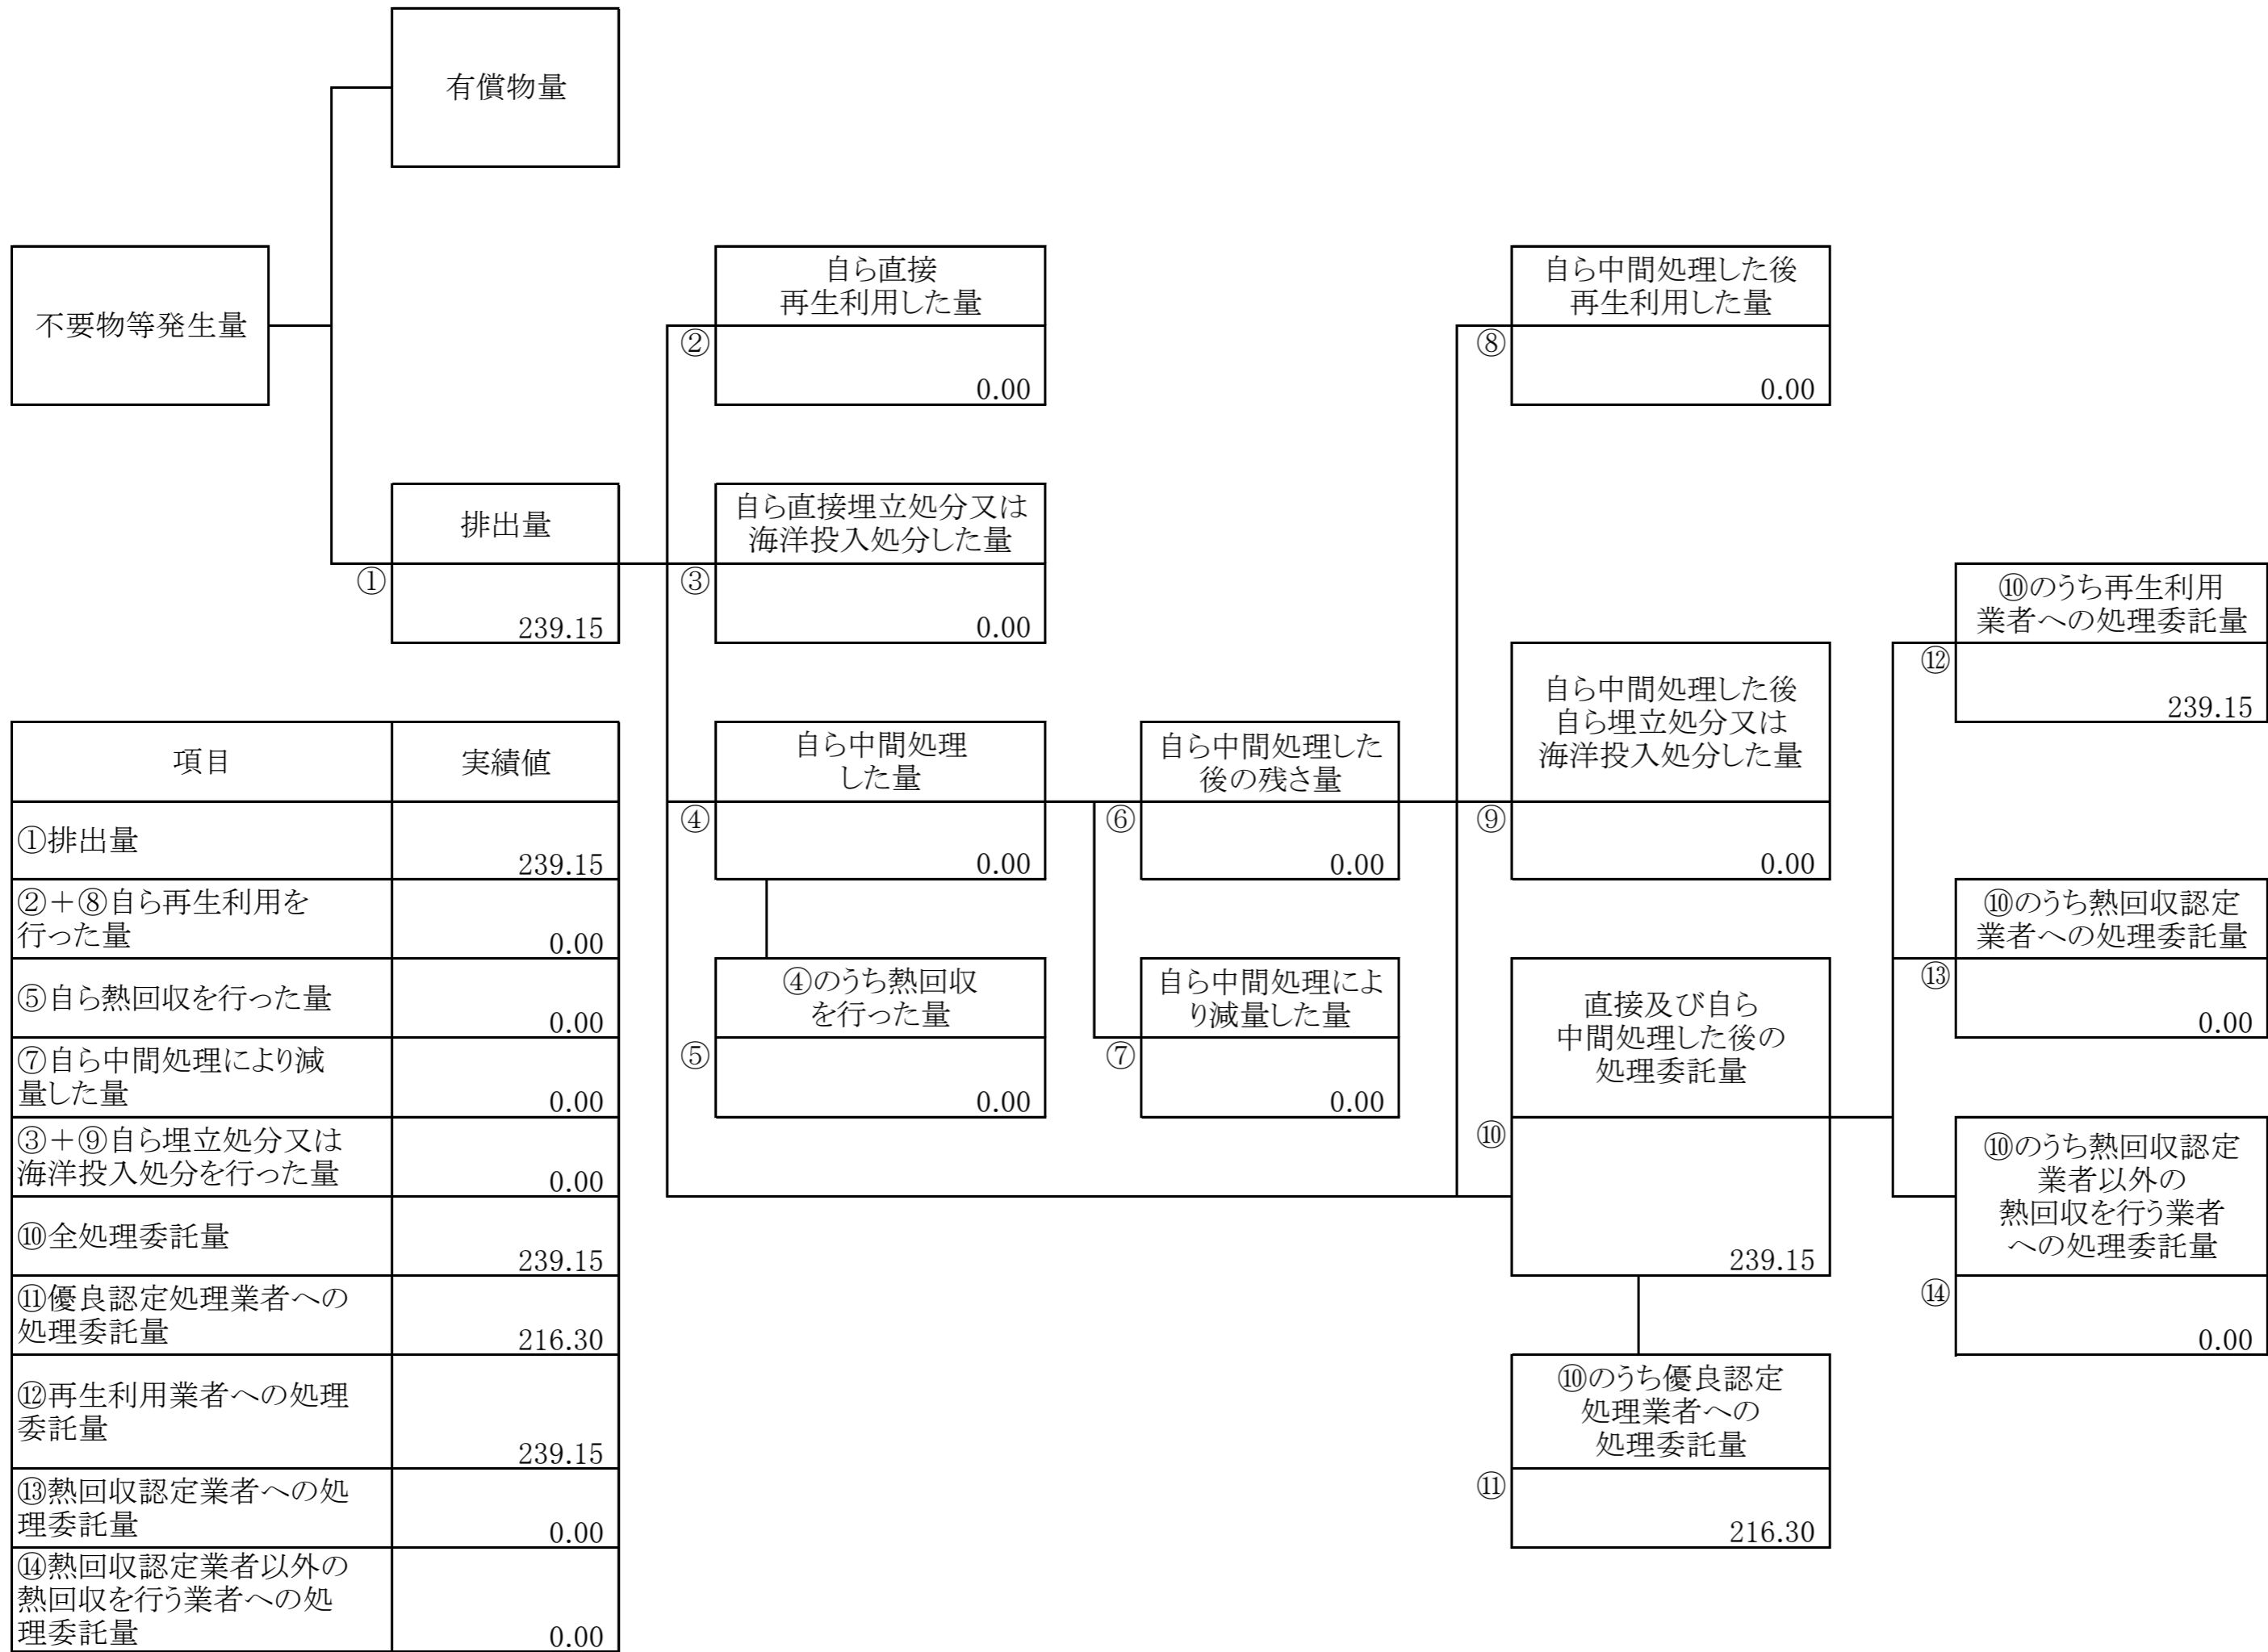 有償物量
不要物等発生量
自ら直接
再生利用した量
②
0.00
自ら中間処理した後
再生利用した量
⑧
0.00
排出量
①
239.15
自ら直接埋立処分又は
海洋投入処分した量
③
0.00
⑩のうち再生利用
業者への処理委託量
⑫
239.15
自ら中間処理
した量
④
0.00
自ら中間処理した
後の残さ量
⑥
0.00
自ら中間処理した後
自ら埋立処分又は
海洋投入処分した量
⑨
0.00
⑩のうち熱回収認定
業者への処理委託量
⑬
0.00
④のうち熱回収
を行った量
⑤
0.00
自ら中間処理によ
り減量した量
⑦
0.00
直接及び自ら
中間処理した後の
処理委託量
⑩
239.15
⑩のうち熱回収認定
業者以外の
熱回収を行う業者
への処理委託量
⑭
0.00
⑩のうち優良認定
処理業者への
処理委託量
⑪
216.30
項目 実績値
①排出量
239.15
②＋⑧自ら再生利用を
行った量
0.00
⑤自ら熱回収を行った量
0.00
⑦自ら中間処理により減
量した量
0.00
③＋⑨自ら埋立処分又は
海洋投入処分を行った量
0.00
⑩全処理委託量
239.15
⑪優良認定処理業者への
処理委託量
216.30
⑫再生利用業者への処理
委託量
239.15
⑬熱回収認定業者への処
理委託量
0.00
⑭熱回収認定業者以外の
熱回収を行う業者への処
理委託量
0.00